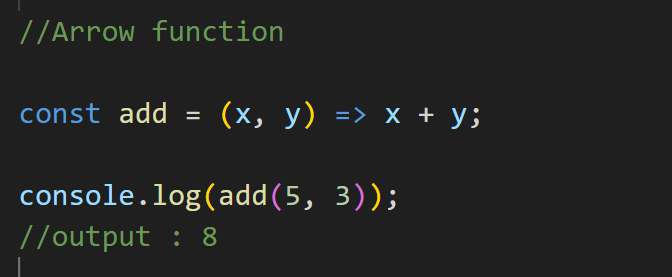 //Arrow function
const add = (x, y) => x + y;
console.log(add(5, 3));
//output : 8